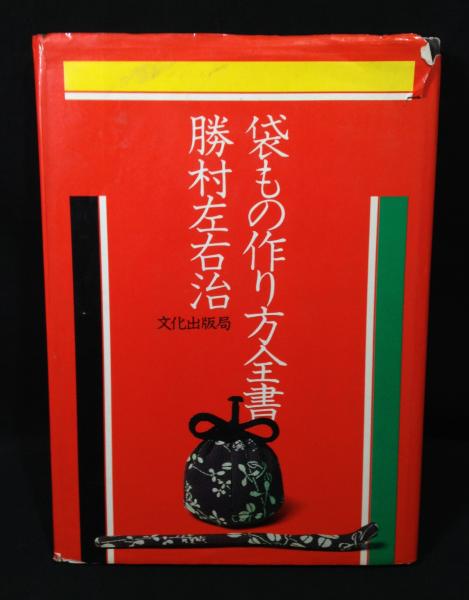 袋もの作り方全書
勝村左右治
文化出版局